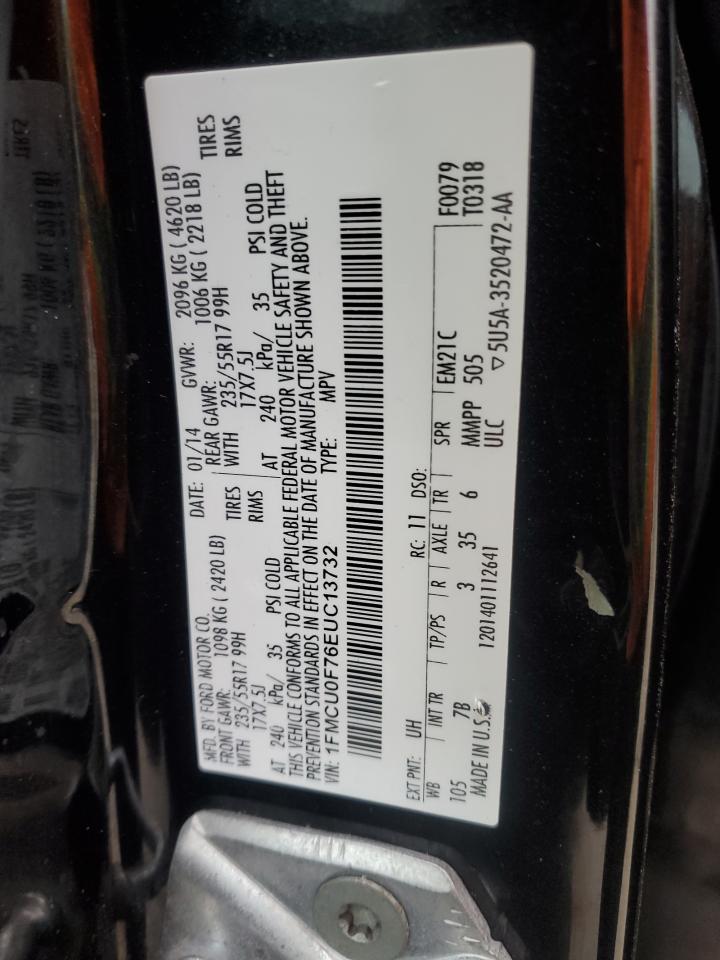 MFD. BY FORD MOTOR CO.
DATE: 01/14 GVWR: 2096 KG ( 4620 LB)
FRONT GAWR: 1098 KG ( 2420 LB) REAR GAWR: 1006 KG ( 2218 LB)
WITH 235/55R17 99H TIRES WITH 235/55R17 99H TIRES
17X7.5J RIMS 17X7.5J RIMS
AT 240 kPa/ 35 PSI COLD AT 240 kPa/ 35 PSI COLD
THIS VEHICLE CONFORMS TO ALL APPLICABLE FEDERAL MOTOR VEHICLE SAFETY AND THEFT
PREVENTION STANDARDS IN EFFECT ON THE DATE OF MANUFACTURE SHOWN ABOVE.
VIN: 1FMCU0F76EUC13732 TYPE: MPV
EXT PNT: UH RC: 11 DSO: F0079
WB INT TR TP/PS R AXLE TR SPR EM21C T0318
105 7B 3 35 6 MMPP 505
MADE IN U.S.A. 1201401112641 ULC ▽5U5A-3520472-AA